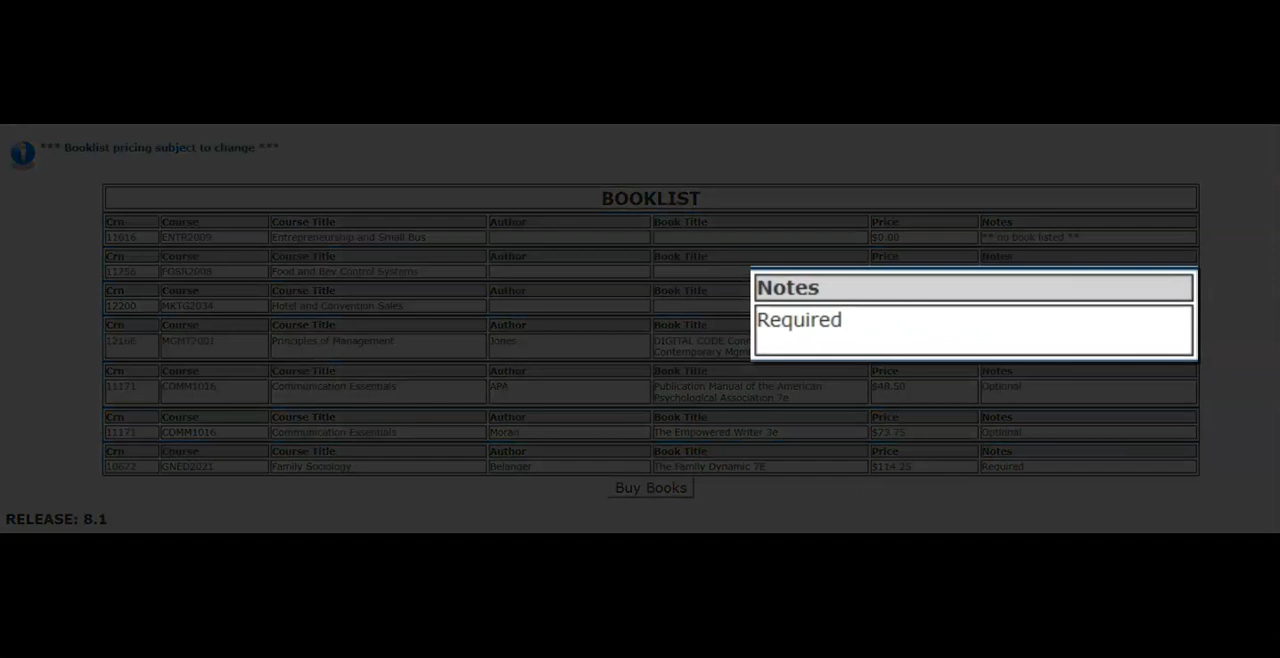 *** Booklist pricing subject to change ***
BOOKLIST
Crn Course Course Title Author Book Title Price Notes
11616 ENTR2009 Entrepreneurship and Small Bus $0.00 ** no book listed **
Crn Course Course Title Author Book Title Price Notes
11256 FOSR2008 Food and Bev Control Systems
Crn Course Course Title Author Book Title
12200 MKTG2034 Hotel and Convention Sales
Crn Course Course Title Author Book Title
12168 MGMT2001 Principles of Management Jones DIGITAL CODE
Contemporary Mgm
Notes
Required
Crn Course Course Title Author Book Title Price Notes
11171 COMM1016 Communication Essentials APA Publication Manual of the American $48.50 Optional
Psychological Association 7e
Crn Course Course Title Author Book Title Price Notes
11171 COMM1016 Communication Essentials Moran The Empowered Writer 3e $73.75 Optional
Crn Course Course Title Author Book Title Price Notes
10672 GNED2021 Family Sociology Belanger The Family Dynamic 7E $114.25 Required
Buy Books
RELEASE: 8.1